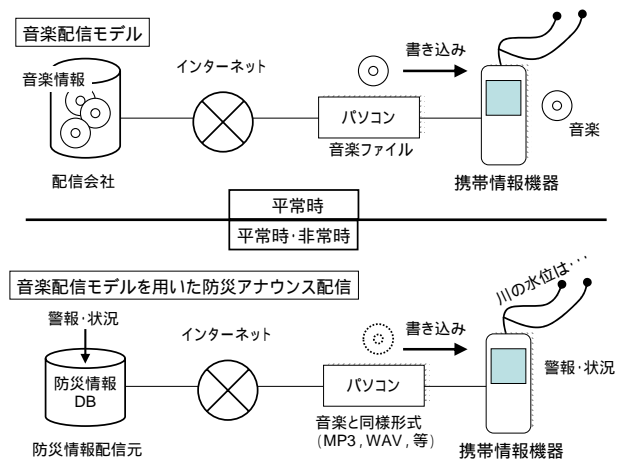 音楽配信モデル
音楽情報
インターネット
書き込み
パソコン
音楽ファイル
音楽
配信会社
携帯情報機器
平常時
平常時・非常時
音楽配信モデルを用いた防災アナウンス配信
川の水位は・・・
警報・状況
インターネット
書き込み
防災情報
DB
パソコン
警報・状況
音楽と同様形式
(MP3,WAV,等)
防災情報配信元
携帯情報機器